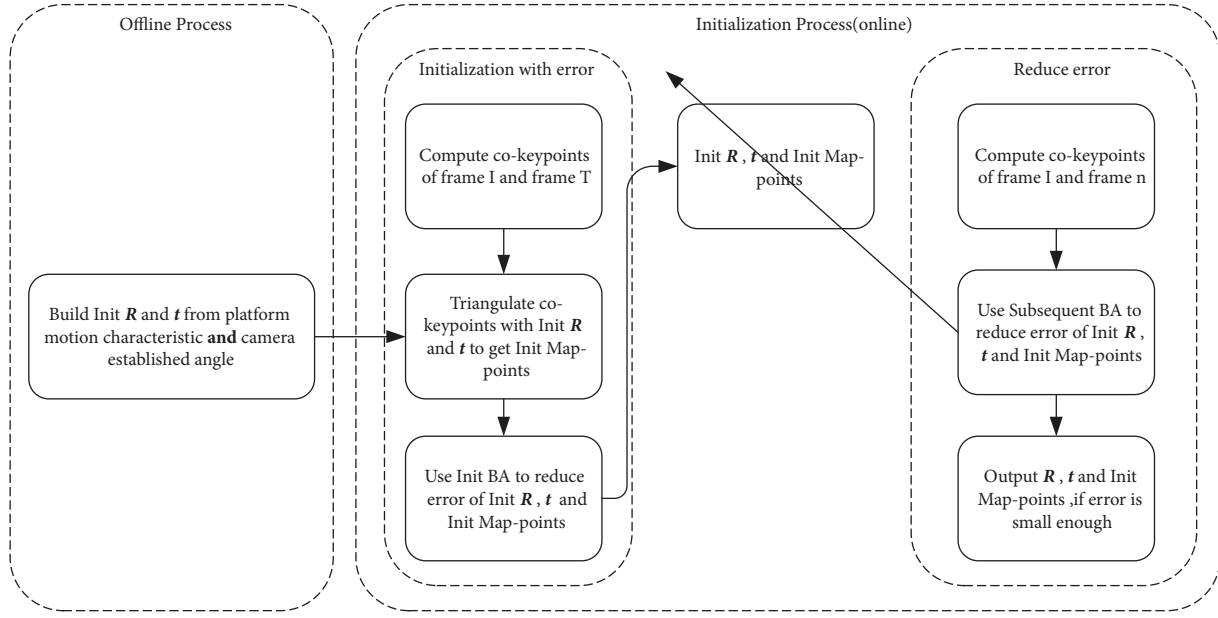 Offline Process
Build Init R and t from platform
motion characteristic and camera
established angle
Initialization Process(online)
Initialization with error
Compute co-keypoints
of frame I and frame T
Triangulate co-
keypoints with Init R
and t to get Init Map-
points
Use Init BA to reduce
error of Init R , t and
Init Map-points
Init R , t and Init Map-
points
Reduce error
Compute co-keypoints
of frame I and frame n
Use Subsequent BA to
reduce error of Init R ,
t and Init Map-points
Output R , t and Init
Map-points ,if error is
small enough